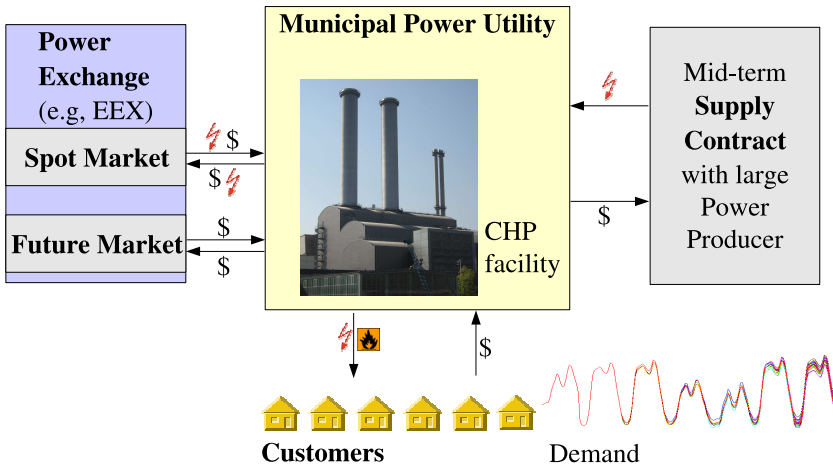 Municipal Power Utility
Power
Exchange
(e.g, EEX)
Spot Market
Future Market
$
$
$
$
CHP
facility
Mid-term
Supply
Contract
with large
Power
Producer
$
$
Customers
Demand